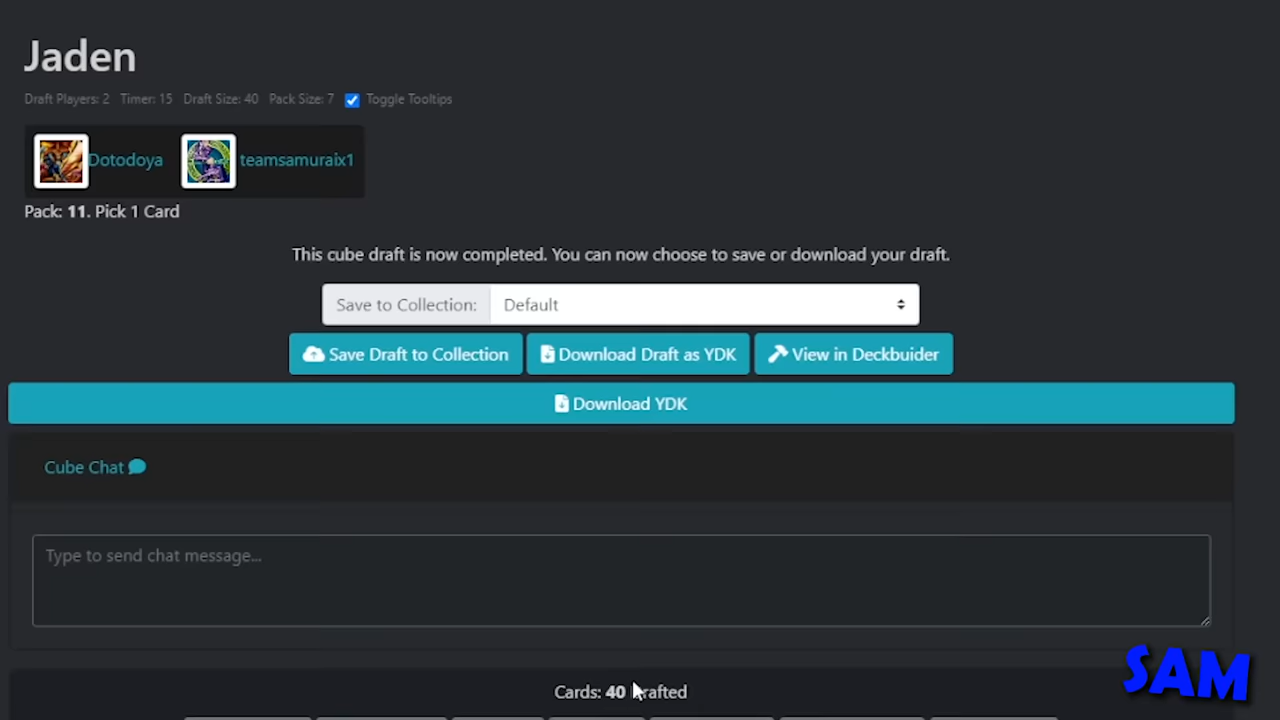 Jaden
Draft Players: 2 Timer: 15 Draft Size: 40 Pack Size: 7 Toggle Tooltips
Dotodoya teamsamuraix1
Pack: 11. Pick 1 Card
This cube draft is now completed. You can now choose to save or download your draft.
Save to Collection: Default
Save Draft to Collection Download Draft as YDK View in Deckbuider
Download YDK
Cube Chat
Type to send chat message...
Cards: 40 Drafted
SAM